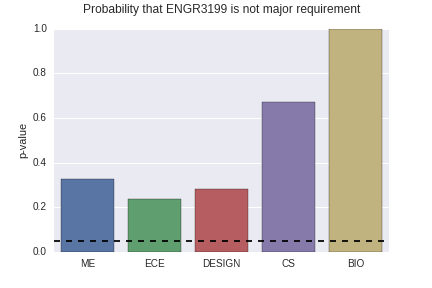 Probability that ENGR3199 is not major requirement
1.0
0.8
0.6
0.4
0.2
0.0
p-value
ME ECE DESIGN CS BIO